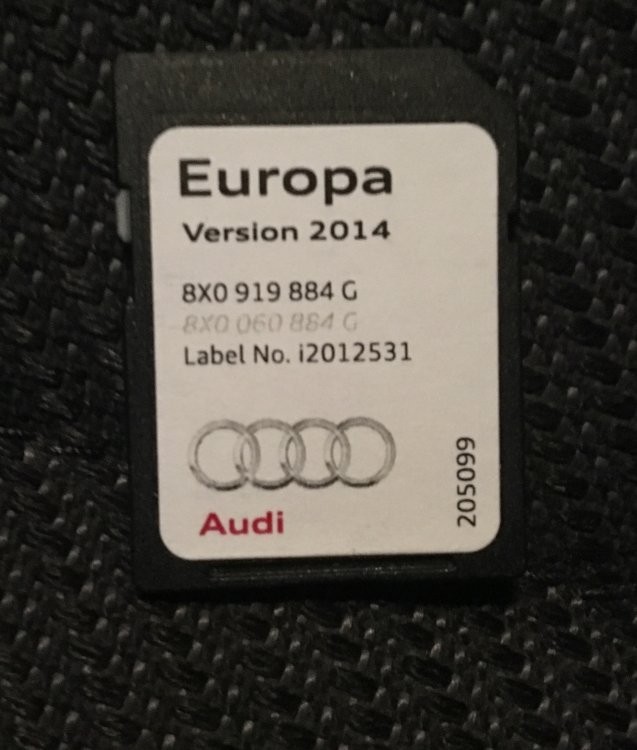 Europa
Version 2014
8X0 919 884 G
8X0 060 884 G
Label No. i2012531
Audi
205099